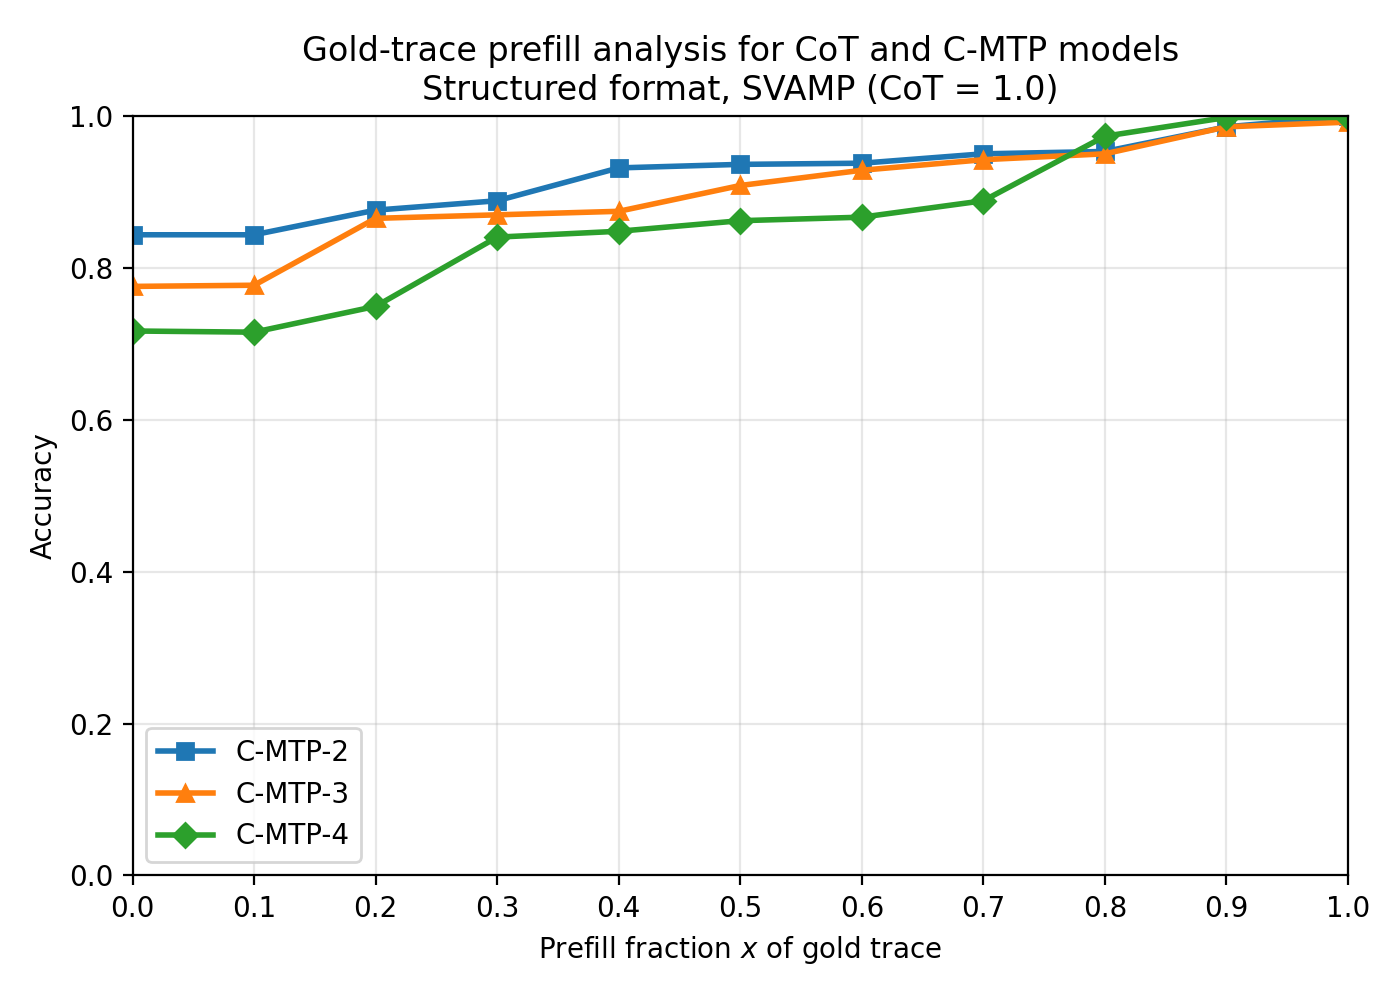 Gold-trace prefill analysis for CoT and C-MTP models
Structured format, SVAMP (CoT = 1.0)
1.0
0.8
0.6
0.4
0.2
0.0
Accuracy
C-MTP-2
C-MTP-3
C-MTP-4
0.0 0.1 0.2 0.3 0.4 0.5 0.6 0.7 0.8 0.9 1.0
Prefill fraction x of gold trace